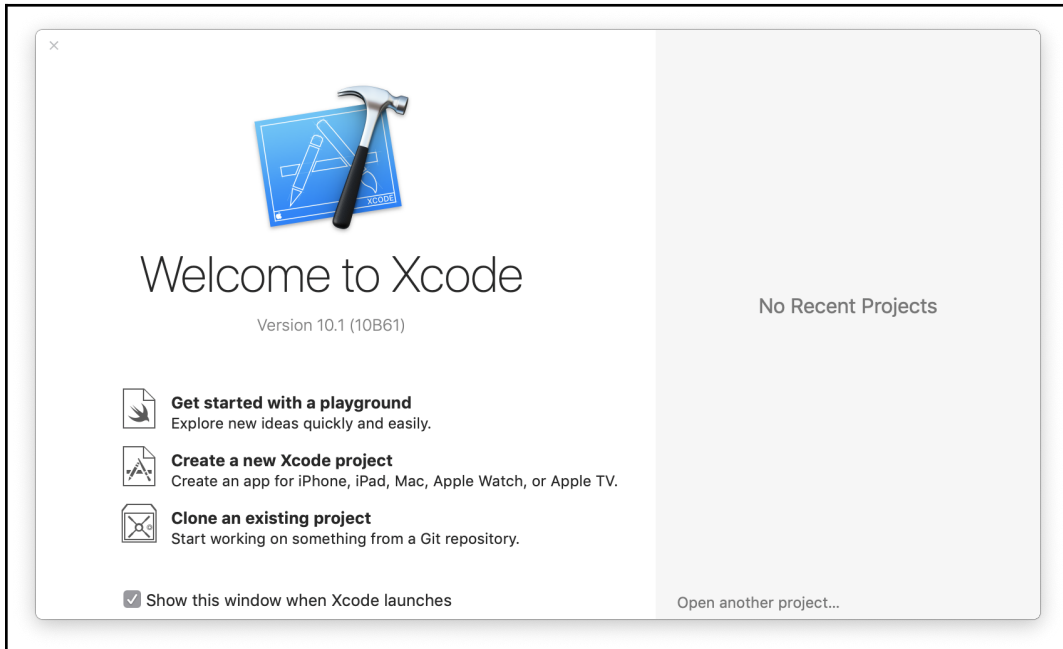 XCODE
Welcome to Xcode
Version 10.1 (10B61)
Get started with a playground
Explore new ideas quickly and easily.
Create a new Xcode project
Create an app for iPhone, iPad, Mac, Apple Watch, or Apple TV.
Clone an existing project
Start working on something from a Git repository.
Show this window when Xcode launches
No Recent Projects
Open another project...